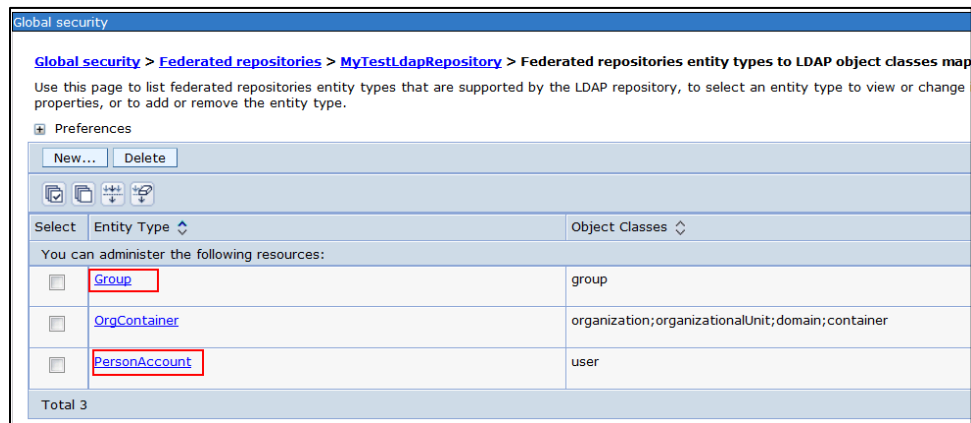 Global security
Global security > Federated repositories > MyTestLdapRepository > Federated repositories entity types to LDAP object classes map
Use this page to list federated repositories entity types that are supported by the LDAP repository, to select an entity type to view or change
properties, or to add or remove the entity type.
Preferences
New... Delete
Select Entity Type Object Classes
You can administer the following resources:
Group group
OrgContainer organization;organizationalUnit;domain;container
PersonAccount user
Total 3